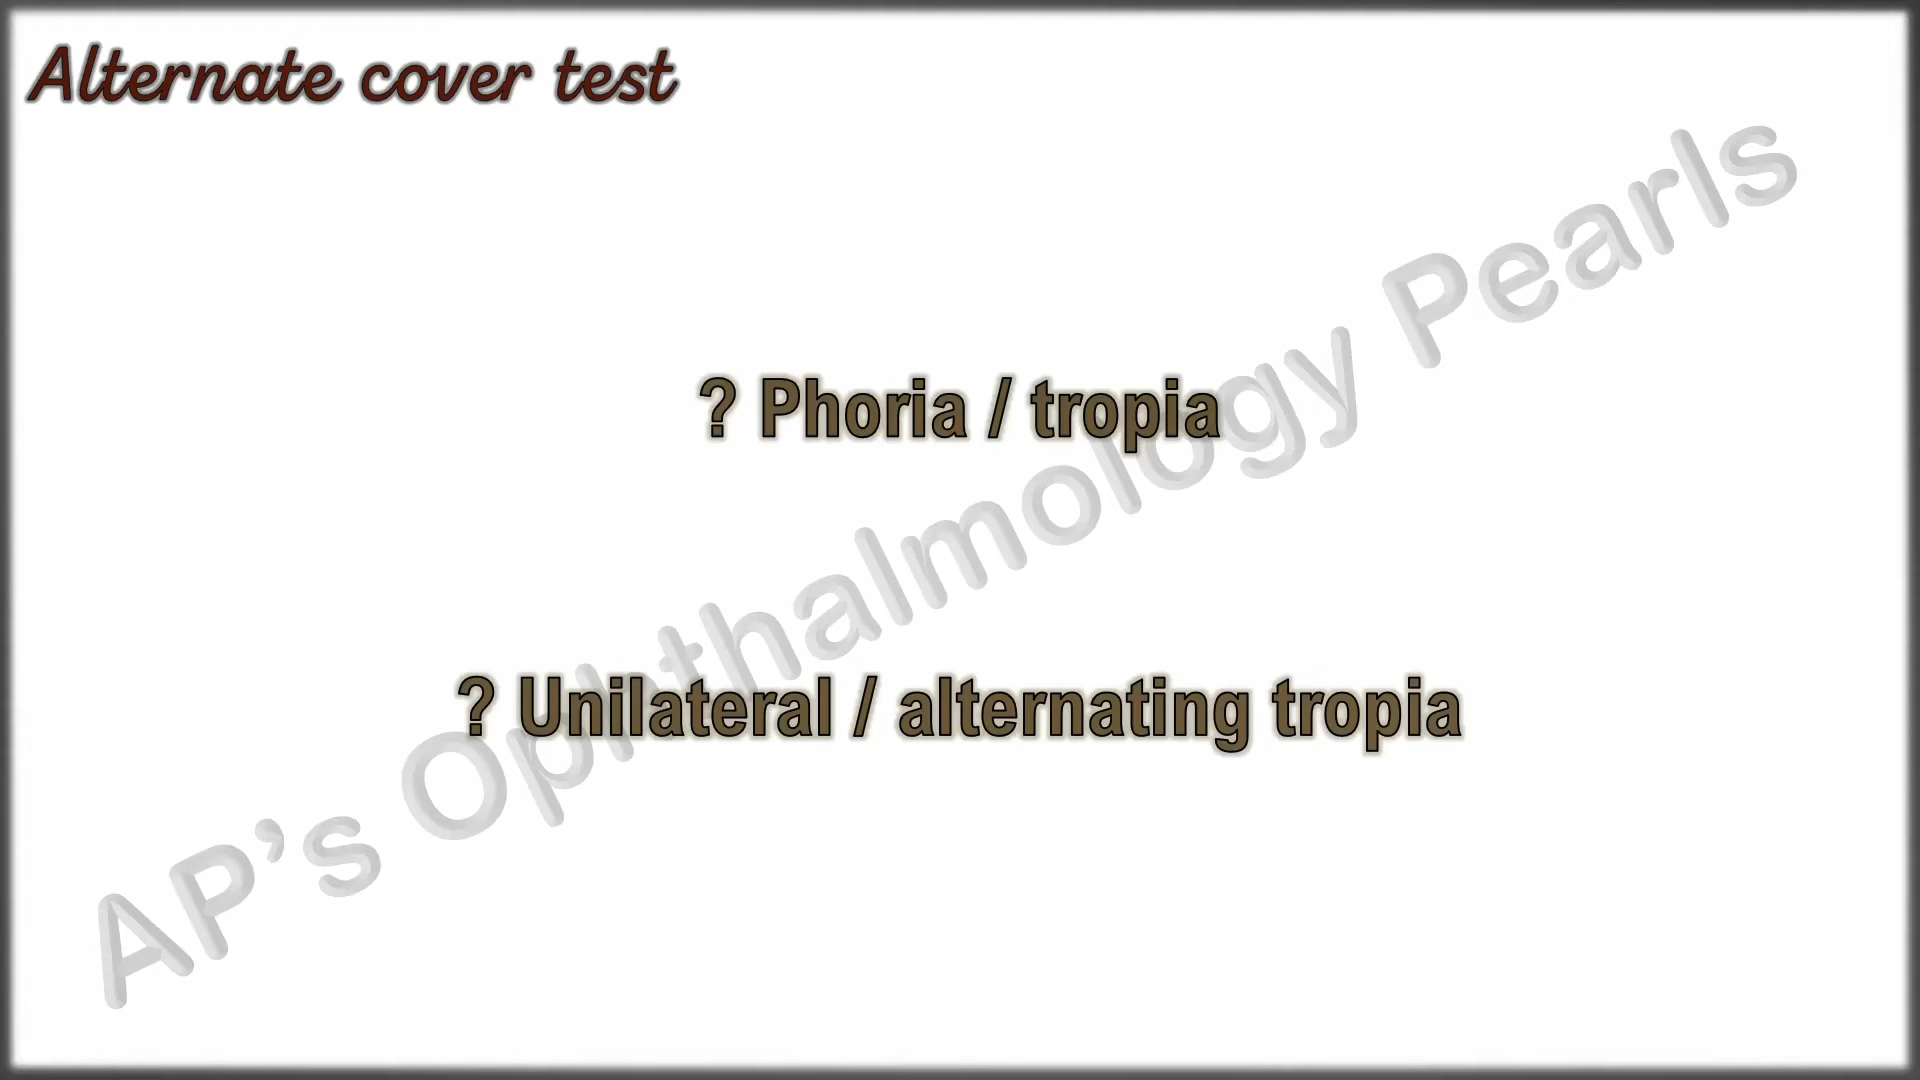 Alternate cover test
? Phoria / tropia
? Unilateral / alternating tropia
AP’s Ophthalmology Pearls